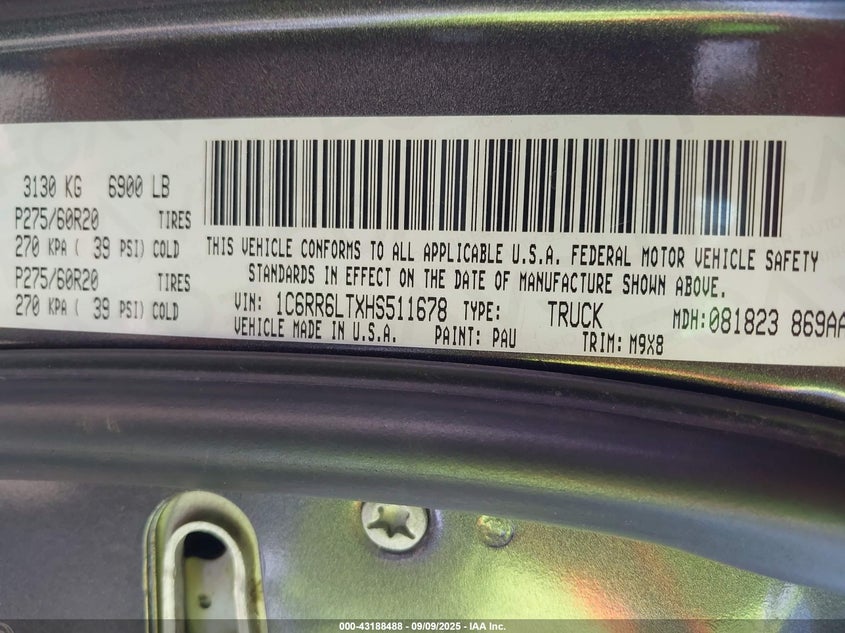 3130 KG 6900 LB
P275/60R20 TIRES
270 KPA ( 39 PSI) COLD
P275/60R20 TIRES
270 KPA ( 39 PSI) COLD
THIS VEHICLE CONFORMS TO ALL APPLICABLE U.S.A. FEDERAL MOTOR VEHICLE SAFETY
STANDARDS IN EFFECT ON THE DATE OF MANUFACTURE SHOWN ABOVE.
VIN: 1C6RR6LTXHS511678 TYPE: TRUCK MDH:081823 869AA
VEHICLE MADE IN U.S.A. PAINT: PAU TRIM: M9X8
000-43188488 - 09/09/2025 - IAA Inc.